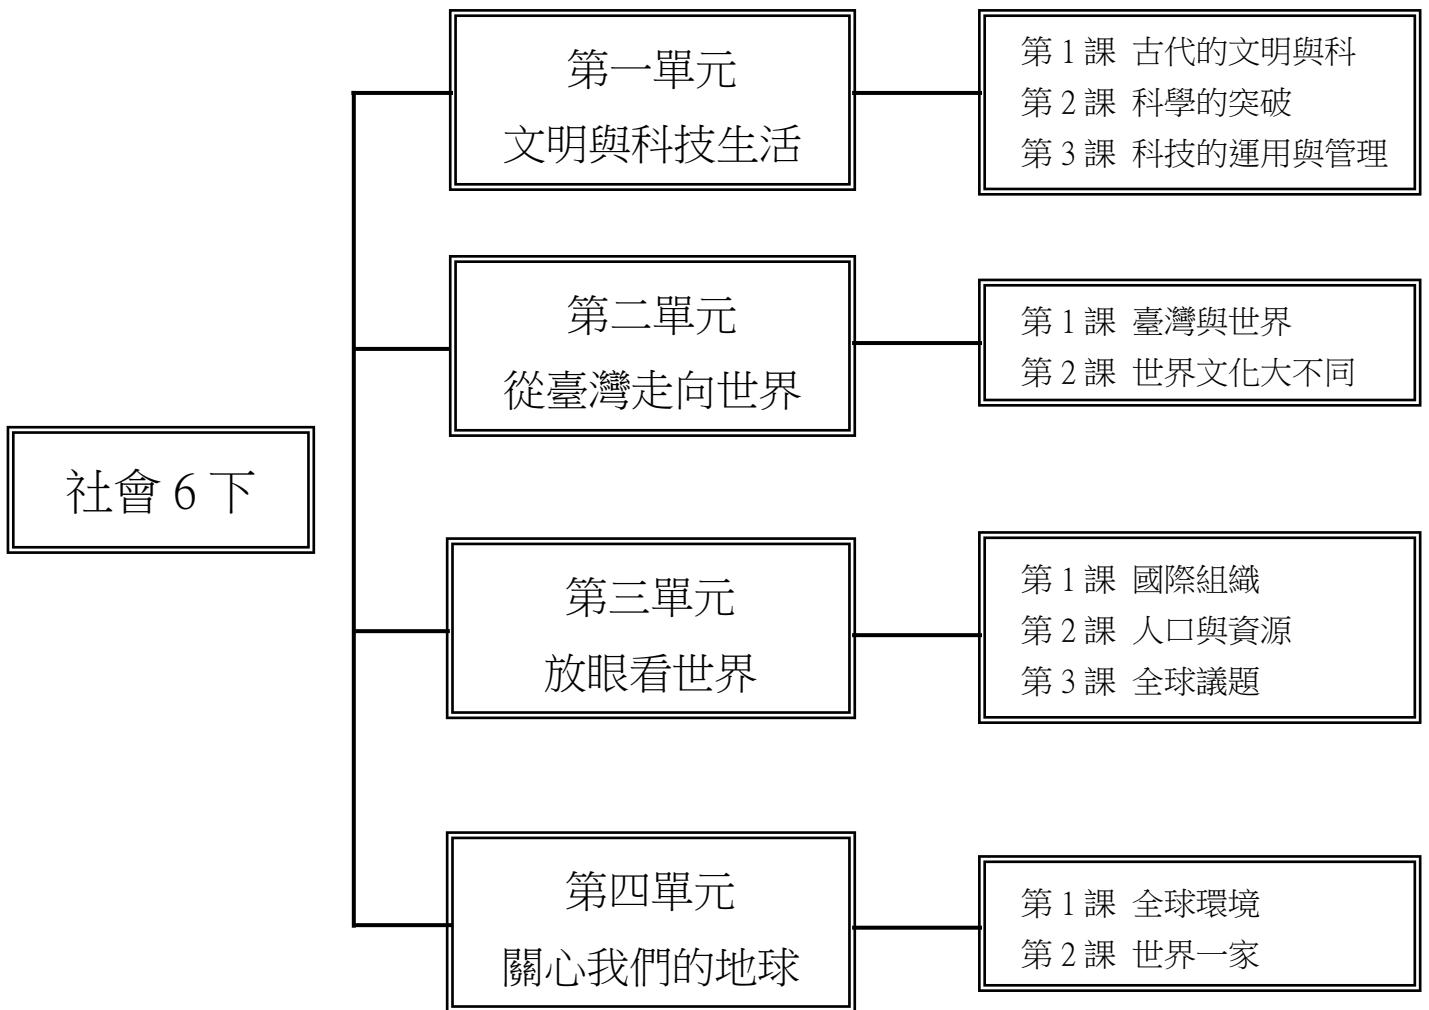 社會 6 下
第一單元
文明與科技生活
第 1 課 古代的文明與科
第 2 課 科學的突破
第 3 課 科技的運用與管理
第二單元
從臺灣走向世界
第 1 課 臺灣與世界
第 2 課 世界文化大不同
第三單元
放眼看世界
第 1 課 國際組織
第 2 課 人口與資源
第 3 課 全球議題
第四單元
關心我們的地球
第 1 課 全球環境
第 2 課 世界一家